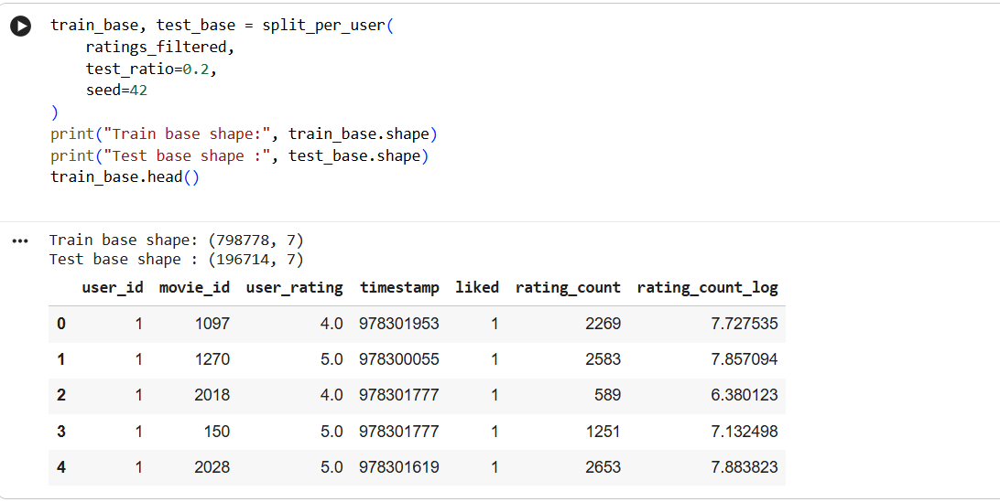 train_base, test_base = split_per_user(
    ratings_filtered,
    test_ratio=0.2,
    seed=42
)
print("Train base shape:", train_base.shape)
print("Test base shape :", test_base.shape)
train_base.head()
Train base shape: (798778, 7)
Test base shape : (196714, 7)
user_id movie_id user_rating timestamp liked rating_count rating_count_log
0 1 1097 4.0 978301953 1 2269 7.727535
1 1 1270 5.0 978300055 1 2583 7.857094
2 1 2018 4.0 978301777 1 589 6.380123
3 1 150 5.0 978301777 1 1251 7.132498
4 1 2028 5.0 978301619 1 2653 7.883823